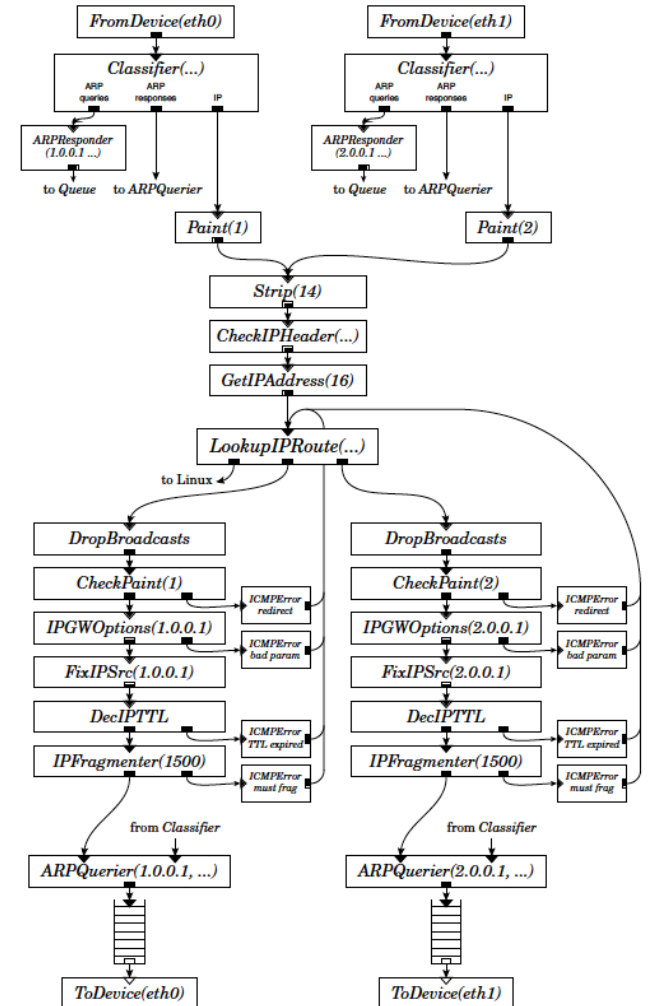 FromDevice(eth0)
FromDevice(eth1)
Classifier(...)
ARP queries
ARP responses
IP
Classifier(...)
ARP queries
ARP responses
IP
ARPResponder
(1.0.0.1 ...)
ARPResponder
(2.0.0.1 ...)
to Queue
to ARPQuerier
to Queue
to ARPQuerier
Paint(1)
Paint(2)
Strip(14)
CheckIPHeader(...)
GetIPAddress(16)
LookupIPRoute(...)
to Linux
DropBroadcasts
DropBroadcasts
CheckPaint(1)
ICMPError
redirect
CheckPaint(2)
ICMPError
redirect
IPGWOptions(1.0.0.1)
ICMPError
bad param
IPGWOptions(2.0.0.1)
ICMPError
bad param
FixIPSrc(1.0.0.1)
FixIPSrc(2.0.0.1)
DecIPTTL
ICMPError
TTL expired
DecIPTTL
ICMPError
TTL expired
IPFragmenter(1500)
ICMPError
must frag
IPFragmenter(1500)
ICMPError
must frag
from Classifier
from Classifier
ARPQuerier(1.0.0.1, ...)
ARPQuerier(2.0.0.1, ...)
ToDevice(eth0)
ToDevice(eth1)